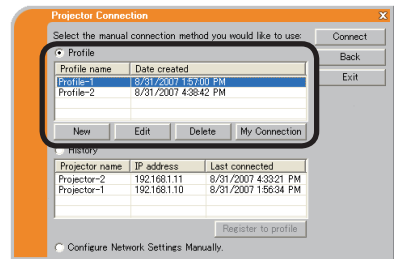 Projector Connection X
Select the manual connection method you would like to use: Connect
Profile Back
Profile name Date created Exit
Profile-1 8/31/2007 1:57:00 PM
Profile-2 8/31/2007 4:38:42 PM
New Edit Delete My Connection
History
Projector name IP address Last connected
Projector-2 192.168.1.11 8/31/2007 4:33:21 PM
Projector-1 192.168.1.10 8/31/2007 1:56:34 PM
Register to profile
Configure Network Settings Manually.